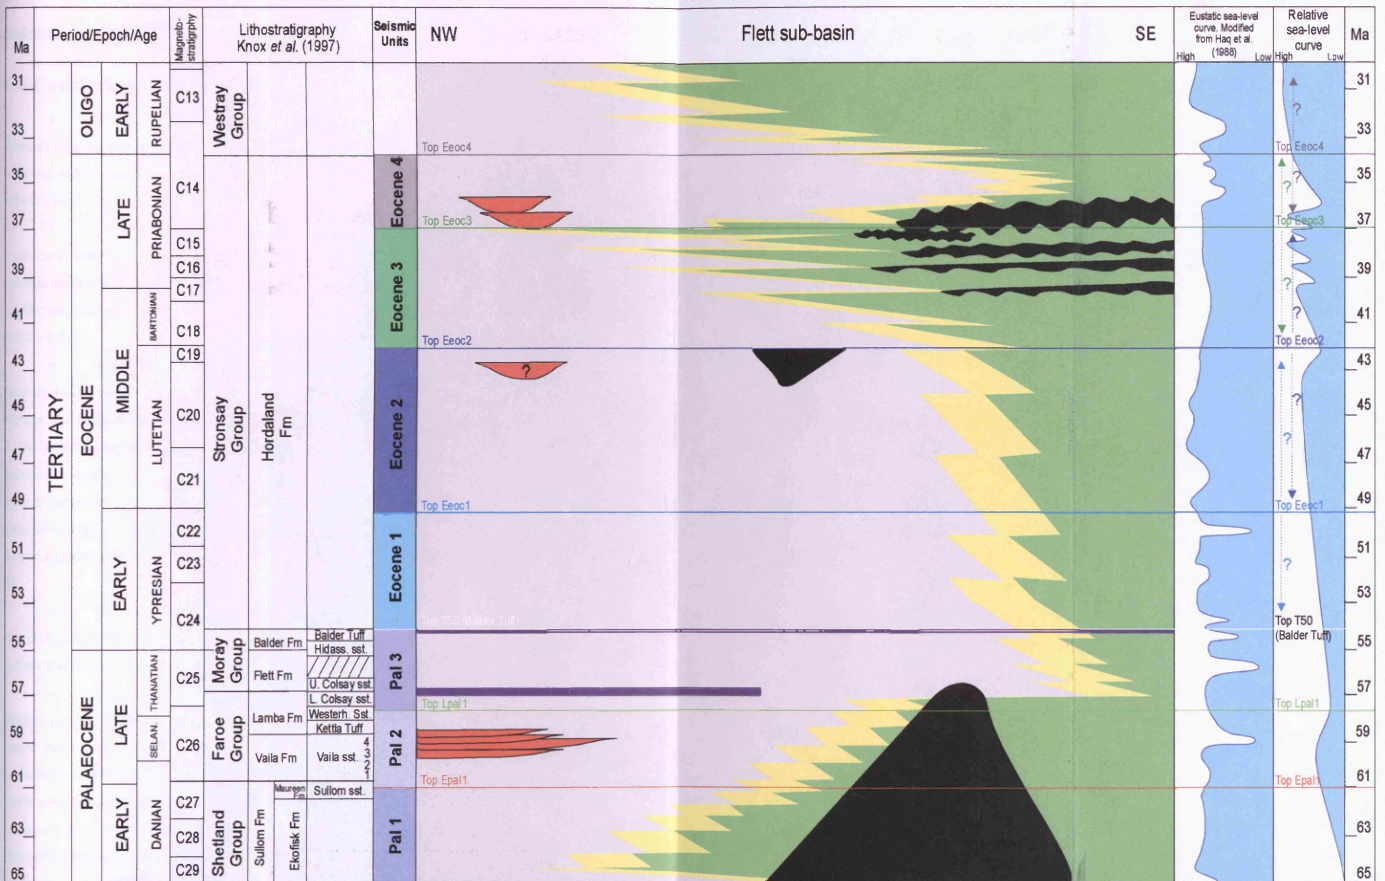 Ma
Period/Epoch/Age
Magneto-
stratigrphy
Lithostratigraphy
Knox et al. (1997)
Seismic
Units
NW
Flett sub-basin
SE
Eustatic sea-level
curve. Modified
from Haq et al.
(1988)
High
Low
Relative
sea-level
curve
High
Low
Ma
31
33
35
37
39
41
43
45
47
49
51
53
55
57
59
61
63
65
TERTIARY
OLIGO
EOCENE
PALAEOCENE
EARLY
LATE
MIDDLE
EARLY
LATE
EARLY
RUPELIAN
PRIABONIAN
BARTONIAN
LUTETIAN
YPRESIAN
THANATIAN
SELAN.
DANIAN
C13
C14
C15
C16
C17
C18
C19
C20
C21
C22
C23
C24
C25
C26
C27
C28
C29
Westray
Group
Stronsay
Group
Moray
Group
Faroe
Group
Shetland
Group
Hordaland
Fm
Balder Fm
Flett Fm
Lamba Fm
Vaila Fm
Sullom Fm
Maureen
Fm
Ekofisk Fm
Balder Tuff
Hidass. sst.
U. Colsay sst.
L. Colsay sst.
Westerh. Sst.
Kettla Tuff
Vaila sst.
4
3
2
1
Sullom sst.
Eocene 4
Eocene 3
Eocene 2
Eocene 1
Pal 3
Pal 2
Pal 1
Top Eeoc4
Top Eeoc3
Top Eeoc2
Top Eeoc1
Top T50 (Balder Tuff)
Top Lpal1
Top Epal1
?
Top Eeoc4
Top Eeoc3
Top Eeoc2
Top Eeoc1
Top T50
(Balder Tuff)
Top Lpal1
Top Epal1
?
?
?
?
?
?
?
?
31
33
35
37
39
41
43
45
47
49
51
53
55
57
59
61
63
65